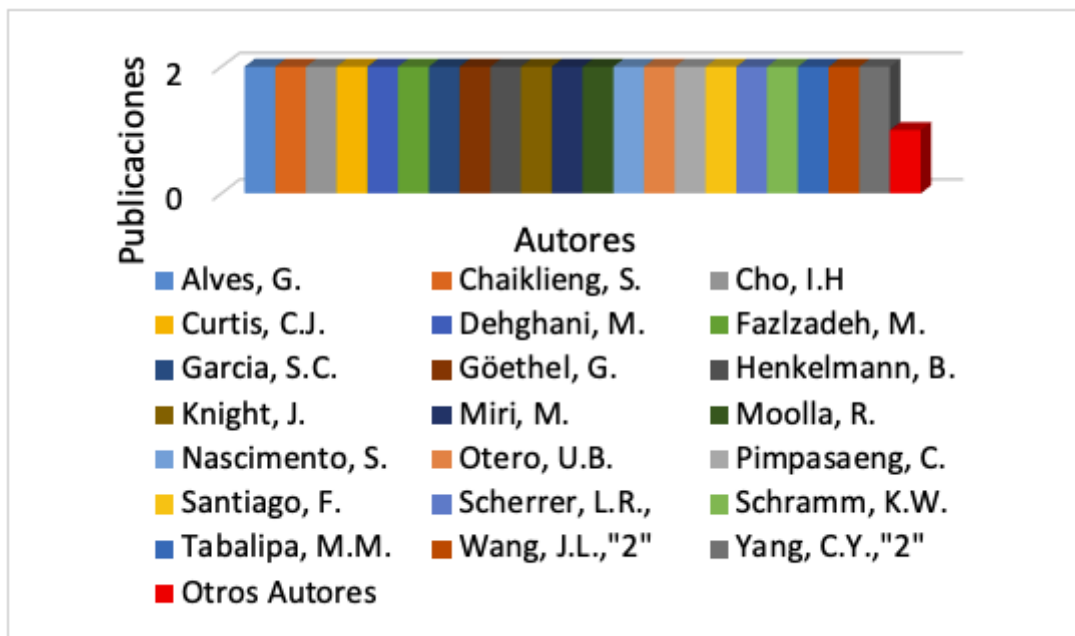 Publicaciones
2
0
Autores
Alves, G. Chaiklieng, S. Cho, I.H
Curtis, C.J. Dehghani, M. Fazlzadeh, M.
Garcia, S.C. Göethel, G. Henkelmann, B.
Knight, J. Miri, M. Moolla, R.
Nascimento, S. Otero, U.B. Pimpasaeng, C.
Santiago, F. Scherrer, L.R., Schramm, K.W.
Tabalipa, M.M. Wang, J.L.,"2" Yang, C.Y.,"2"
Otros Autores